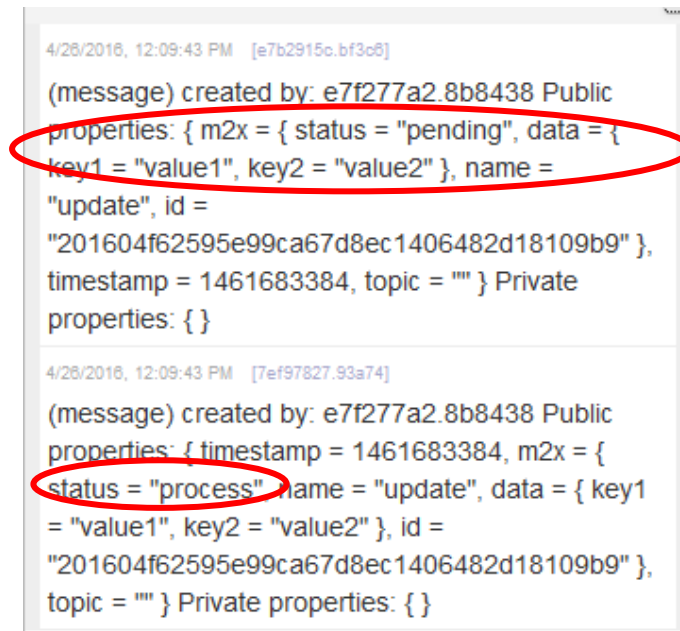 4/26/2016, 12:09:43 PM [e7b2915c.bf3c6]
(message) created by: e7f277a2.8b8438 Public
properties: { m2x = { status = "pending", data = {
key1 = "value1", key2 = "value2" }, name =
"update", id =
"201604f62595e99ca67d8ec1406482d18109b9" },
timestamp = 1461683384, topic = "" } Private
properties: { }
4/26/2016, 12:09:43 PM [7ef97827.93a74]
(message) created by: e7f277a2.8b8438 Public
properties: { timestamp = 1461683384, m2x = {
status = "process", name = "update", data = { key1
= "value1", key2 = "value2" }, id =
"201604f62595e99ca67d8ec1406482d18109b9" },
topic = "" } Private properties: { }